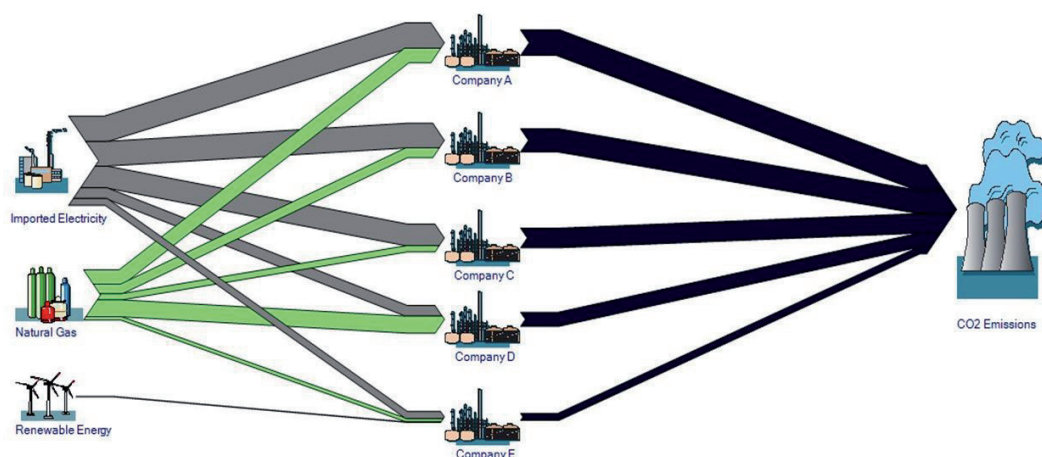 Company A
Imported Electricity
Company B
Natural Gas
Company C
CO2 Emissions
Company D
Renewable Energy
Company E